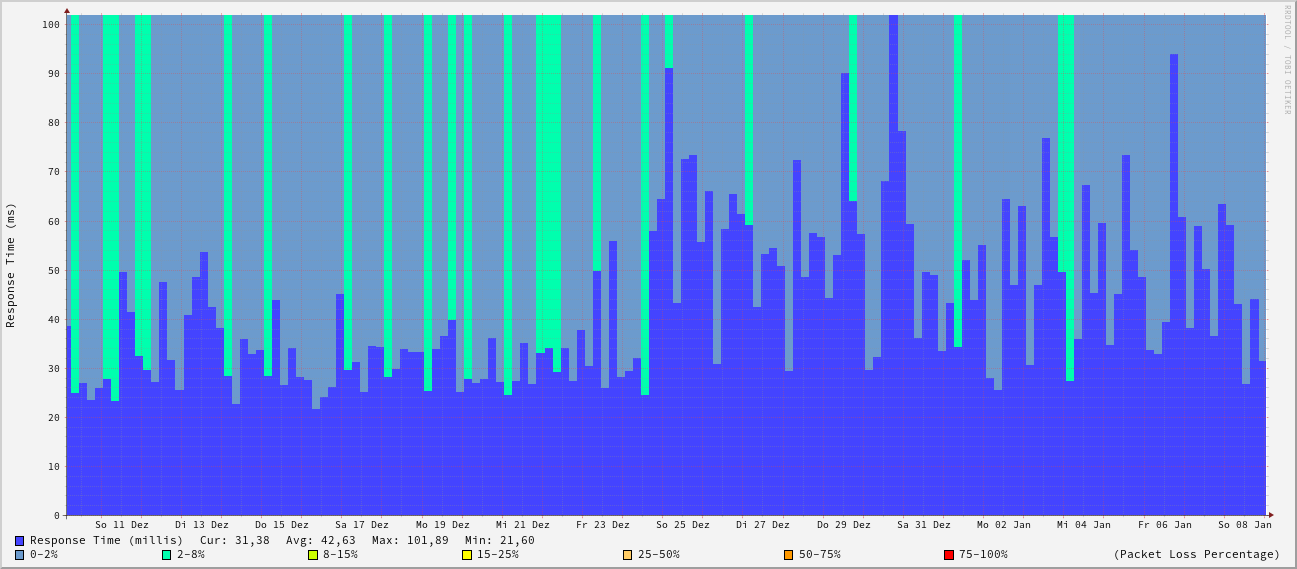 RRDTOOL / TOBI OETIKER
Response Time (ms)
100
90
80
70
60
50
40
30
20
10
0
So 11 Dez Di 13 Dez Do 15 Dez Sa 17 Dez Mo 19 Dez Mi 21 Dez Fr 23 Dez So 25 Dez Di 27 Dez Do 29 Dez Sa 31 Dez Mo 02 Jan Mi 04 Jan Fr 06 Jan So 08 Jan
Response Time (millis) Cur: 31,38 Avg: 42,63 Max: 101,89 Min: 21,60
0-2% 2-8% 8-15% 15-25% 25-50% 50-75% 75-100% (Packet Loss Percentage)